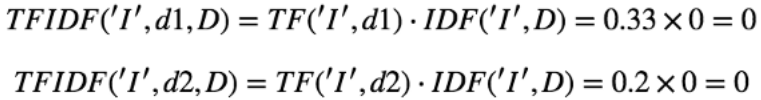 TFIDF('I',d1,D) = TF('I',d1) · IDF('I',D) = 0.33 × 0 = 0
TFIDF('I',d2,D) = TF('I',d2) · IDF('I',D) = 0.2 × 0 = 0